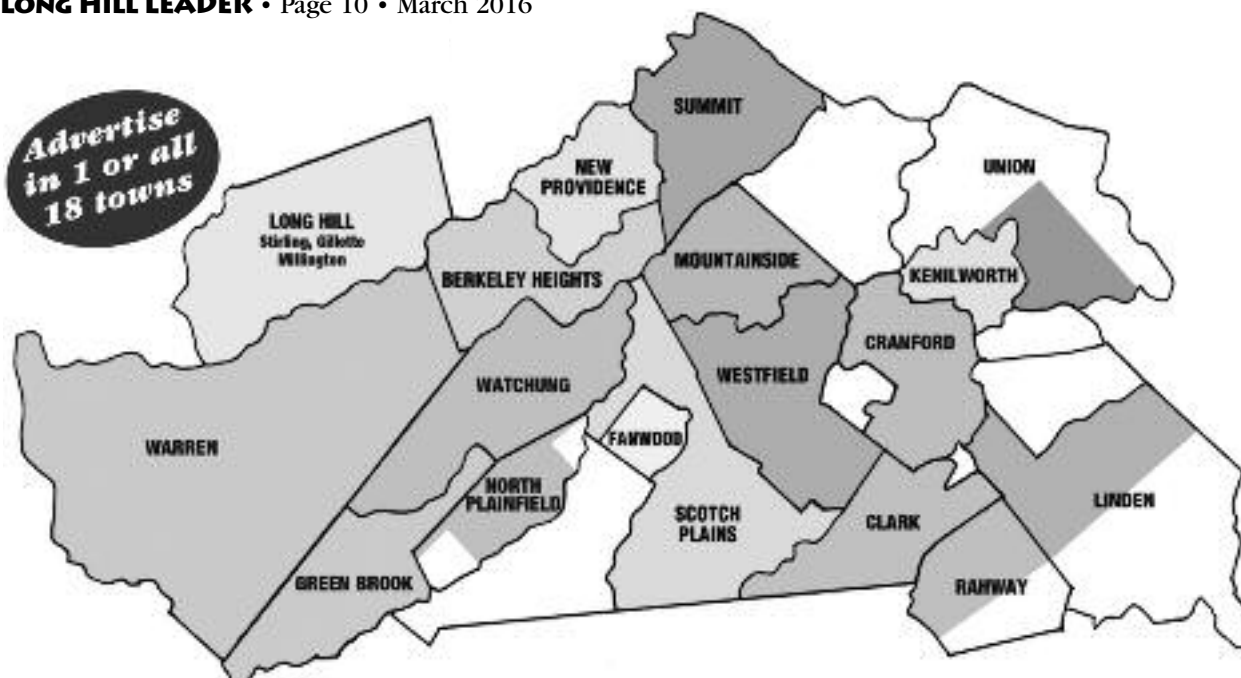 LONG HILL LEADER • Page 10 • March 2016
Advertise
in 1 or all
18 towns
SUMMIT
NEW
PROVIDENCE
UNION
LONG HILL
Stirling, Gillette
Millington
BERKELEY HEIGHTS
MOUNTAINSIDE
KENILWORTH
CRANFORD
WATCHUNG
WESTFIELD
WARREN
FANWOOD
NORTH
PLAINFIELD
SCOTCH
PLAINS
CLARK
LINDEN
GREEN BROOK
RAHWAY